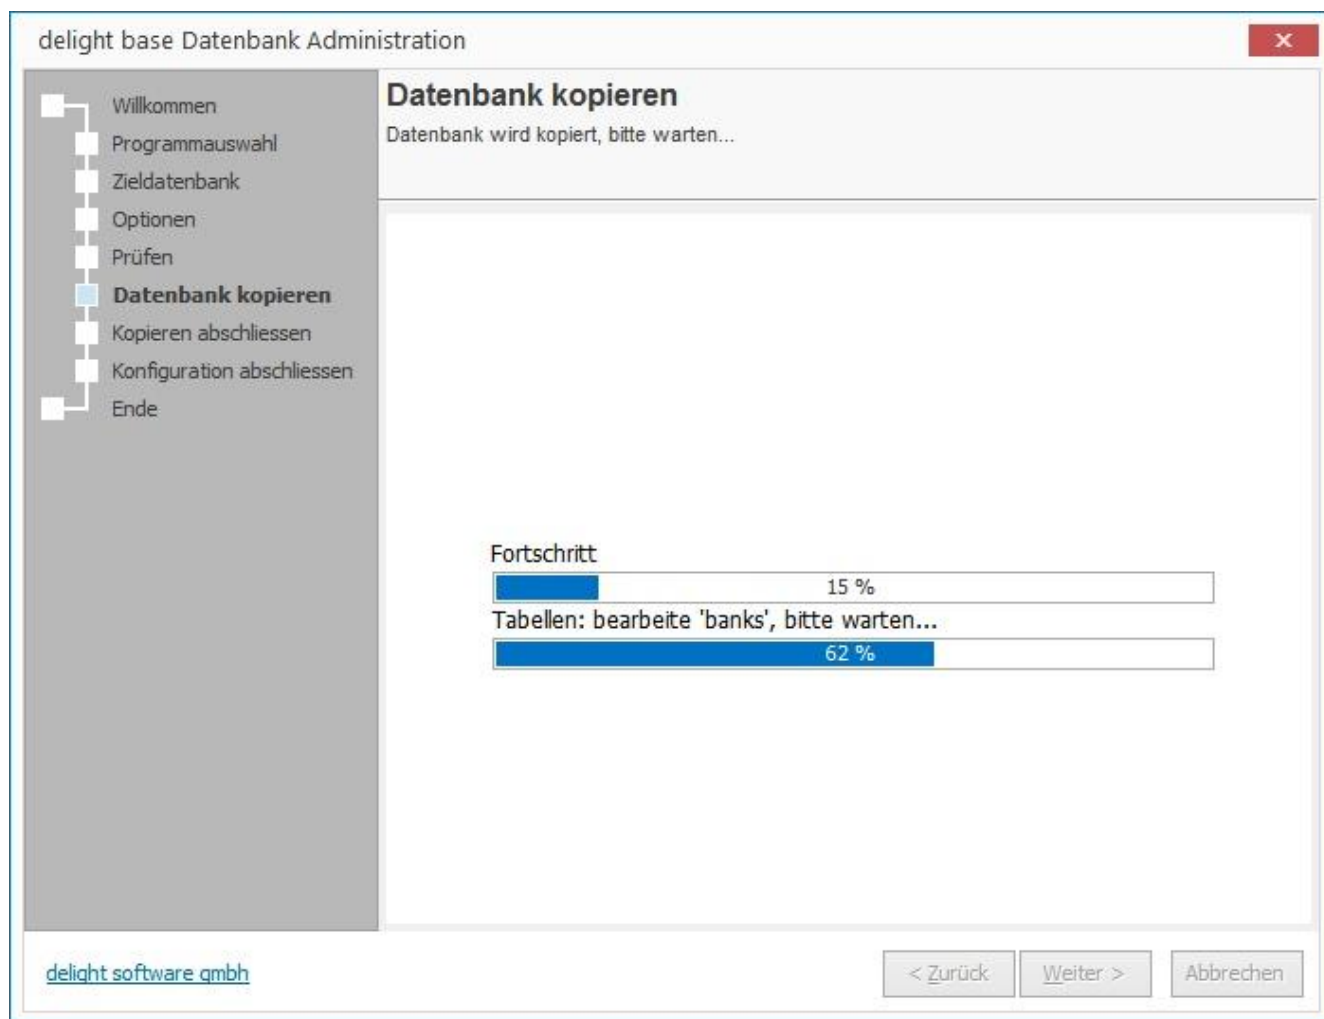 delight base Datenbank Administration
Willkommen
Programmauswahl
Zieldatenbank
Optionen
Prüfen
Datenbank kopieren
Kopieren abschliessen
Konfiguration abschliessen
Ende
Datenbank kopieren
Datenbank wird kopiert, bitte warten...
Fortschritt
15 %
Tabellen: bearbeite 'banks', bitte warten...
62 %
delight software gmbh
< Zurück
Weiter >
Abbrechen